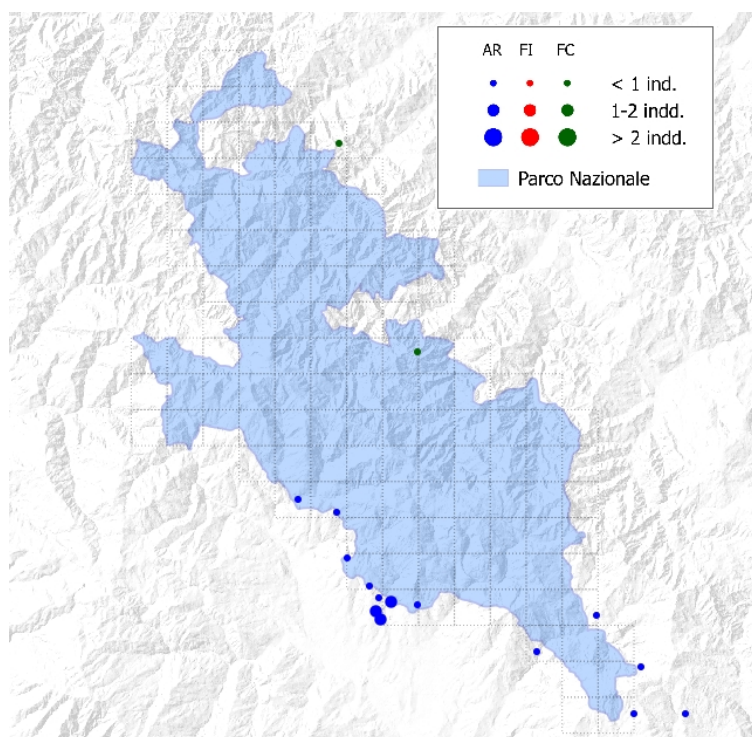 AR FI FC
< 1 ind.
1-2 indd.
> 2 indd.
Parco Nazionale